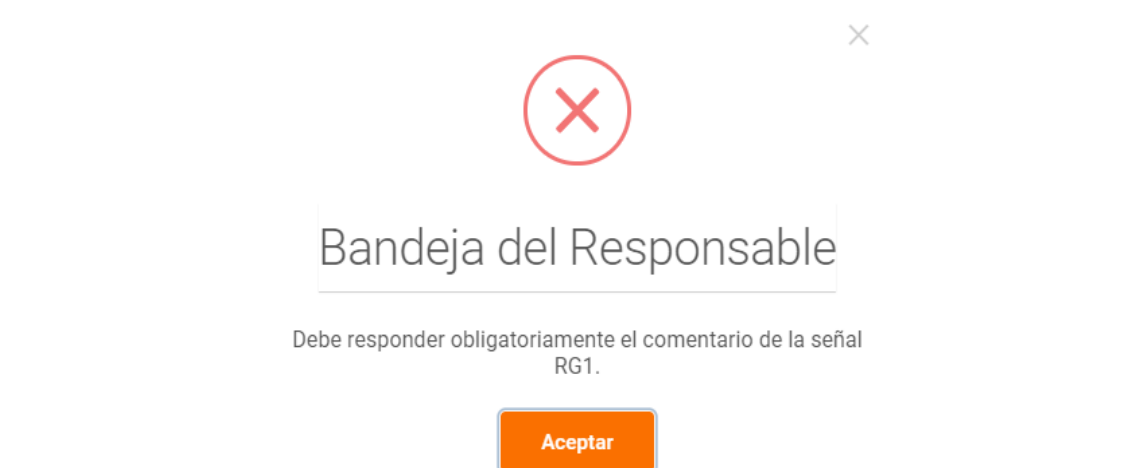 Bandeja del Responsable
Debe responder obligatoriamente el comentario de la señal
RG1.
Aceptar